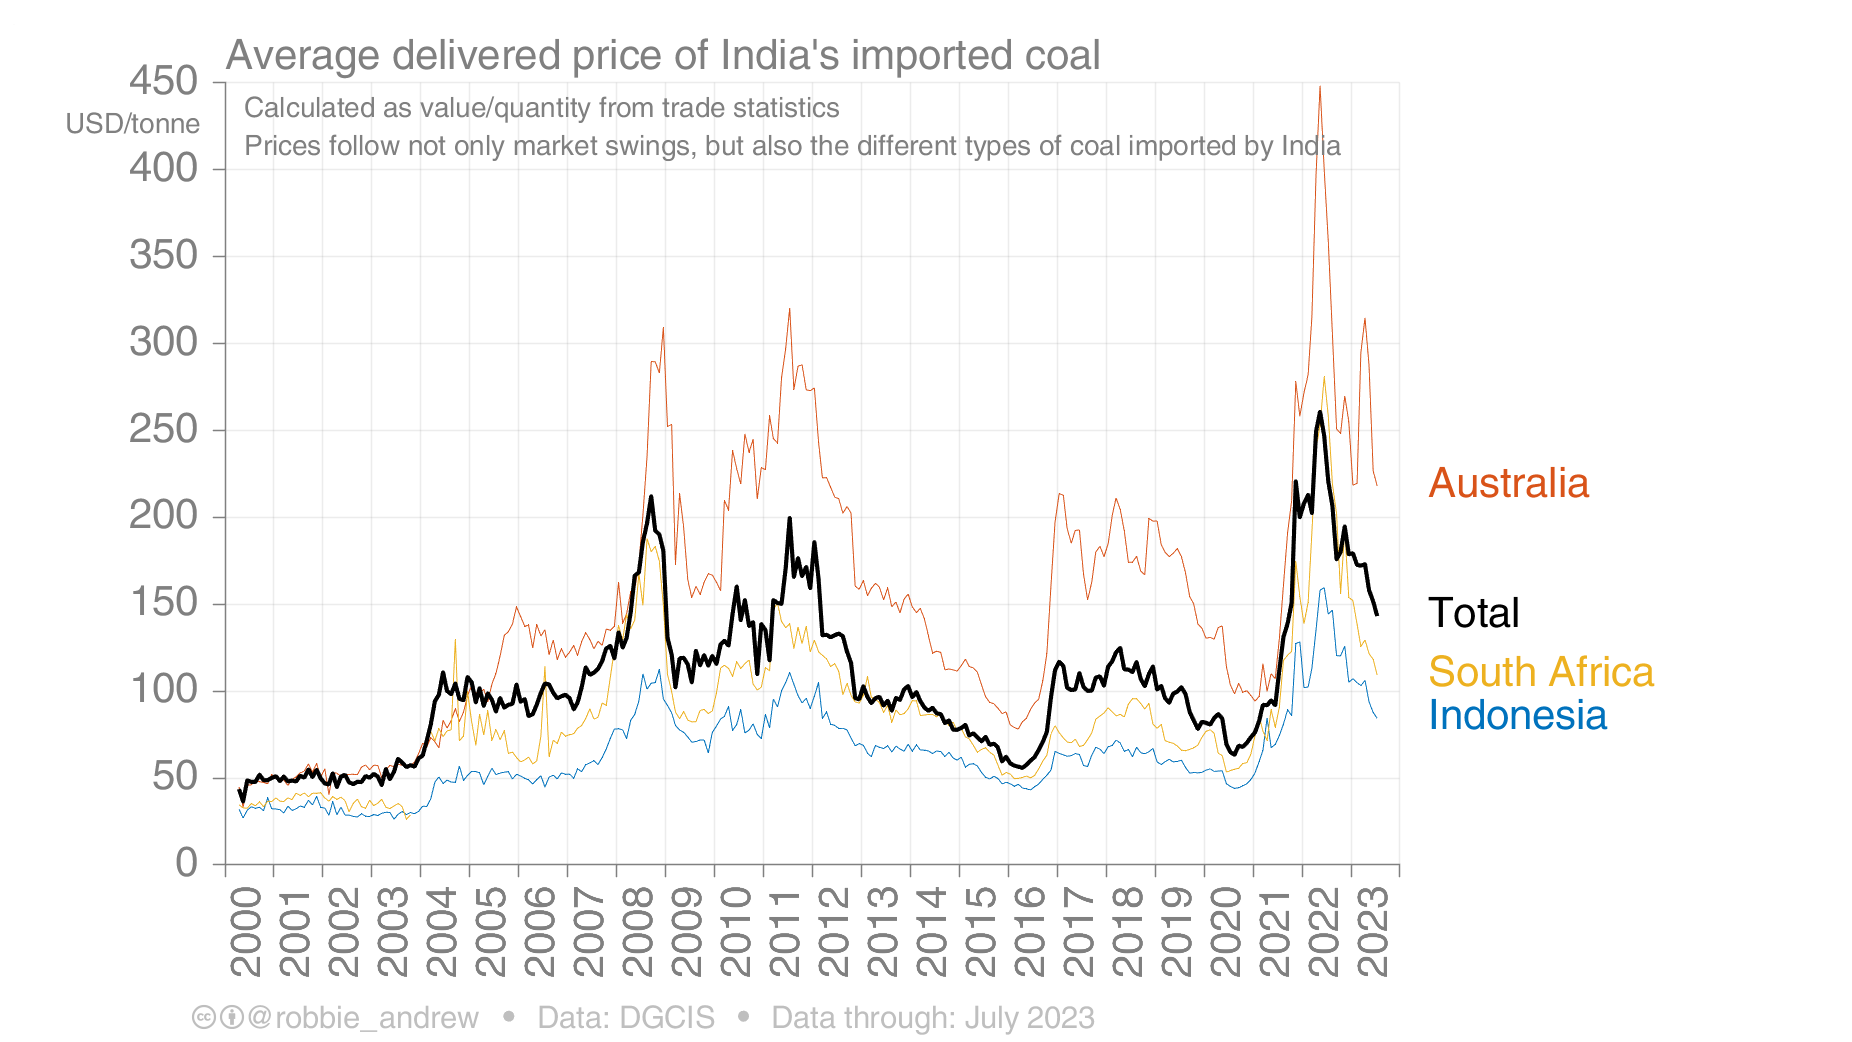 Average delivered price of India's imported coal
450
USD/tonne
Calculated as value/quantity from trade statistics
Prices follow not only market swings, but also the different types of coal imported by India
400
350
300
250
200
150
100
50
0
Australia
Total
South Africa
Indonesia
2000 2001 2002 2003 2004 2005 2006 2007 2008 2009 2010 2011 2012 2013 2014 2015 2016 2017 2018 2019 2020 2021 2022 2023
cc @robbie_andrew • Data: DGCIS • Data through: July 2023